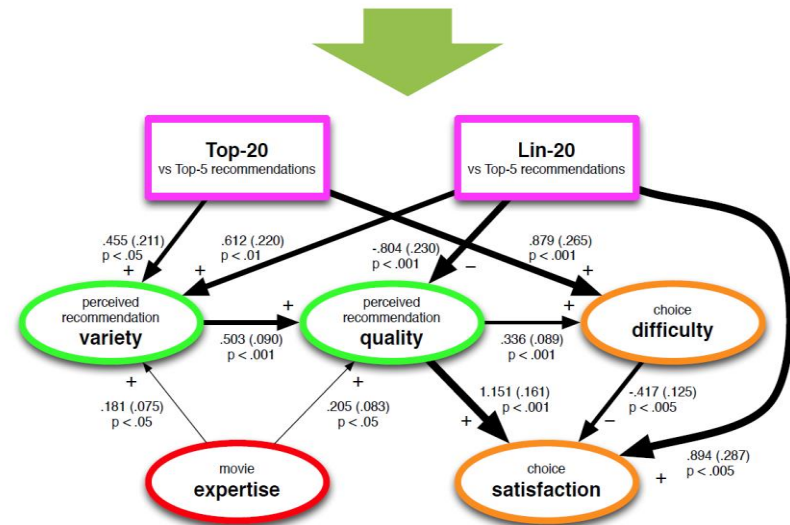 Top-20
vs Top-5 recommendations
Lin-20
vs Top-5 recommendations
.455 (.211)
p < .05
+
.612 (.220)
p < .01
+
-.804 (.230)
p < .001
−
.879 (.265)
p < .001
+
perceived
recommendation
variety
+
.503 (.090)
p < .001
perceived
recommendation
quality
+
.336 (.089)
p < .001
choice
difficulty
+
.181 (.075)
p < .05
+
.205 (.083)
p < .05
1.151 (.161)
p < .001
+
-.417 (.125)
p < .005
−
.894 (.287)
p < .005
+
movie
expertise
choice
satisfaction